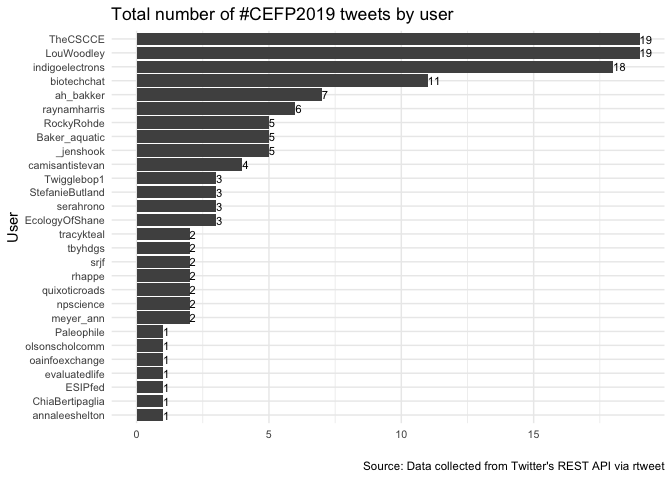 Total number of #CEFP2019 tweets by user
User
TheCSCCE 19
LouWoodley 19
indigoelectrons 18
biotechchat 11
ah_bakker 7
raynamharris 6
RockyRohde 5
Baker_aquatic 5
_jenshook 5
camisantistevan 4
Twigglebop1 3
StefanieButland 3
serahrono 3
EcologyOfShane 3
tracykteal 2
tbyhdgs 2
srjf 2
rhappe 2
quixoticroads 2
npscience 2
meyer_ann 2
Paleophile 1
olsonscholcomm 1
oainfoexchange 1
evaluatedlife 1
ESIPfed 1
ChiaBertipaglia 1
annaleeshelton 1
0 5 10 15
Source: Data collected from Twitter's REST API via rtweet